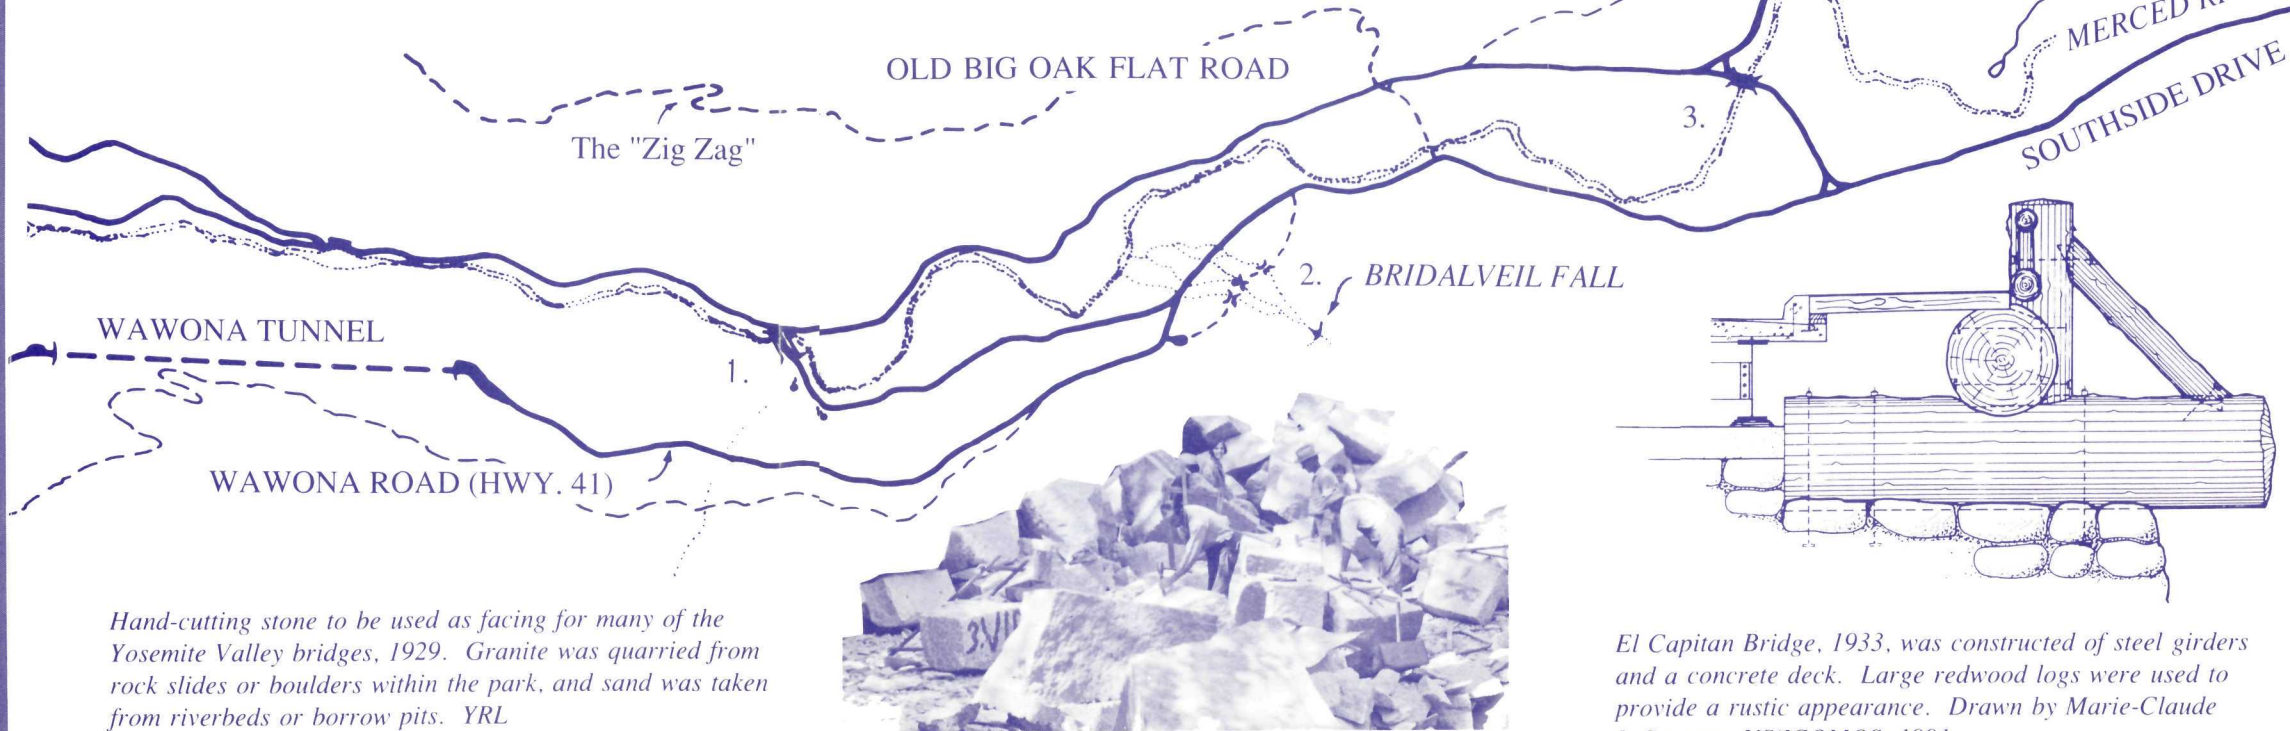 OLD BIG OAK FLAT ROAD
The "Zig Zag"
3.
MERCED
SOUTHSIDE DRIVE
2.
BRIDALVEIL FALL
WAWONA TUNNEL
1.
WAWONA ROAD (HWY. 41)
Hand-cutting stone to be used as facing for many of the
Yosemite Valley bridges, 1929. Granite was quarried from
rock slides or boulders within the park, and sand was taken
from riverbeds or borrow pits. YRL
El Capitan Bridge, 1933, was constructed of steel girders
and a concrete deck. Large redwood logs were used to
provide a rustic appearance. Drawn by Marie-Claude